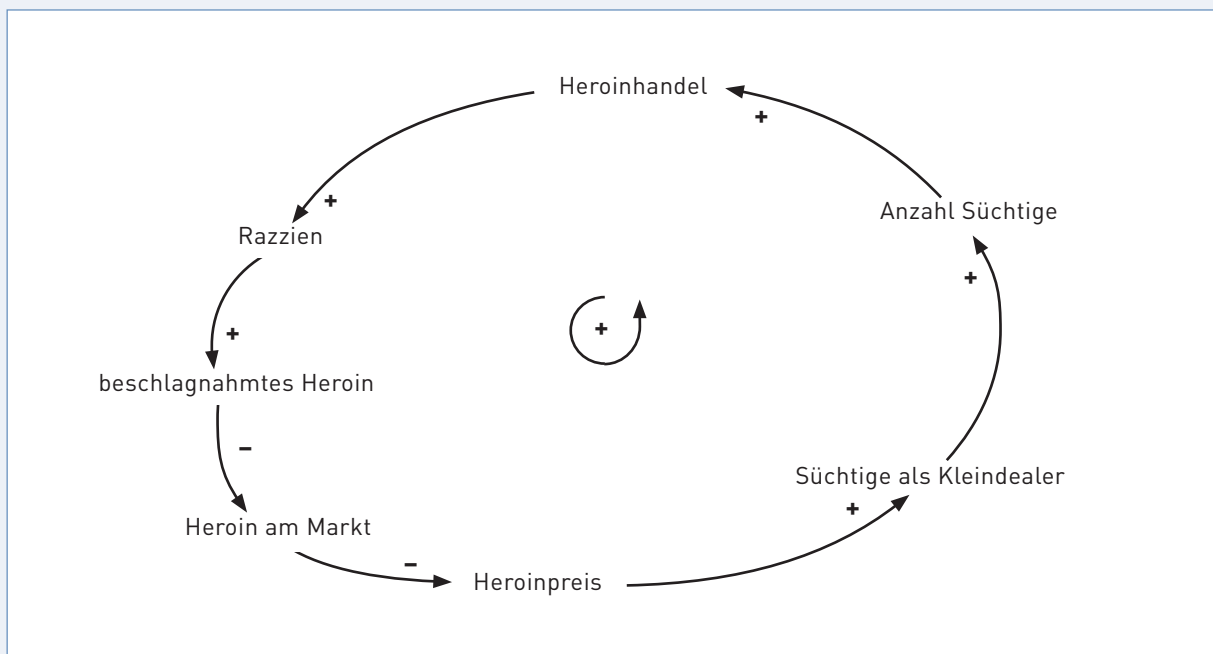 Heroinhandel
+
+
Anzahl Süchtige
Razzien
+
+
+
beschlagnahmtes Heroin
−
Süchtige als Kleindealer
+
Heroin am Markt
−
Heroinpreis